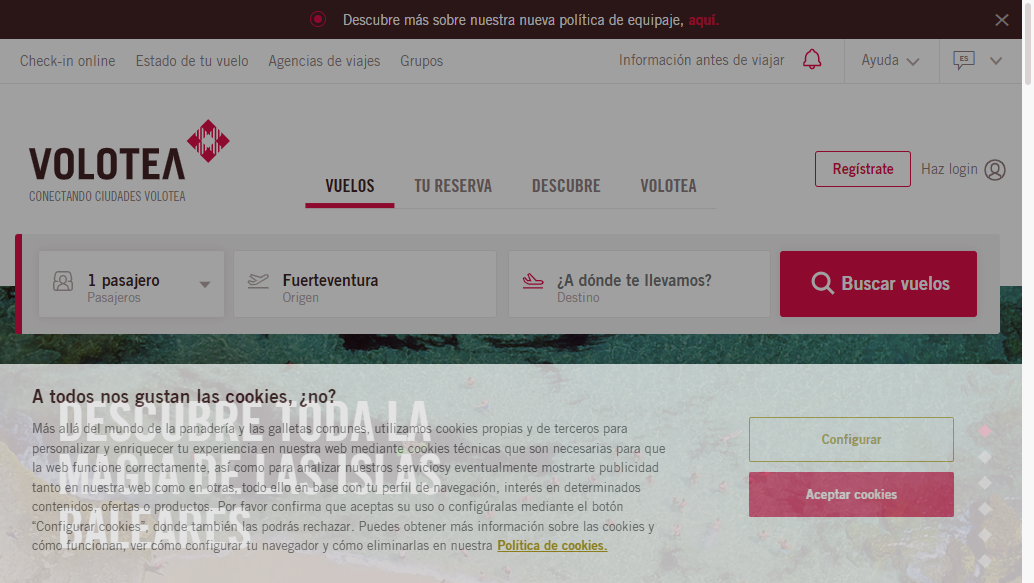 Descubre más sobre nuestra nueva política de equipaje, aquí.
Check-in online Estado de tu vuelo Agencias de viajes Grupos Información antes de viajar Ayuda ES
VOLOTEA
CONECTANDO CIUDADES VOLOTEA
VUELOS TU RESERVA DESCUBRE VOLOTEA
Regístrate Haz login
1 pasajero
Pasajeros
Fuerteventura
Origen
¿A dónde te llevamos?
Destino
Buscar vuelos
A todos nos gustan las cookies, ¿no?
Más allá del mundo de la panadería y las galletas comunes, utilizamos cookies propias y de terceros para
personalizar y enriquecer tu experiencia en nuestra web mediante cookies técnicas que son necesarias para que
la web funcione correctamente, así como para analizar nuestros serviciosy eventualmente mostrarte publicidad
tanto en nuestra web como en otras, todo ello en base con tu perfil de navegación, interés en determinados
contenidos, ofertas o productos. Por favor confirma que aceptas su uso o configúralas mediante el botón
“Configurar cookies”, donde también las podrás rechazar. Puedes obtener más información sobre las cookies y
cómo funcionan, ver cómo configurar tu navegador y cómo eliminarlas en nuestra Política de cookies.
Configurar
Aceptar cookies
DESCUBRE TODA LA
MAGIA DE LAS ISLAS
BALEARES